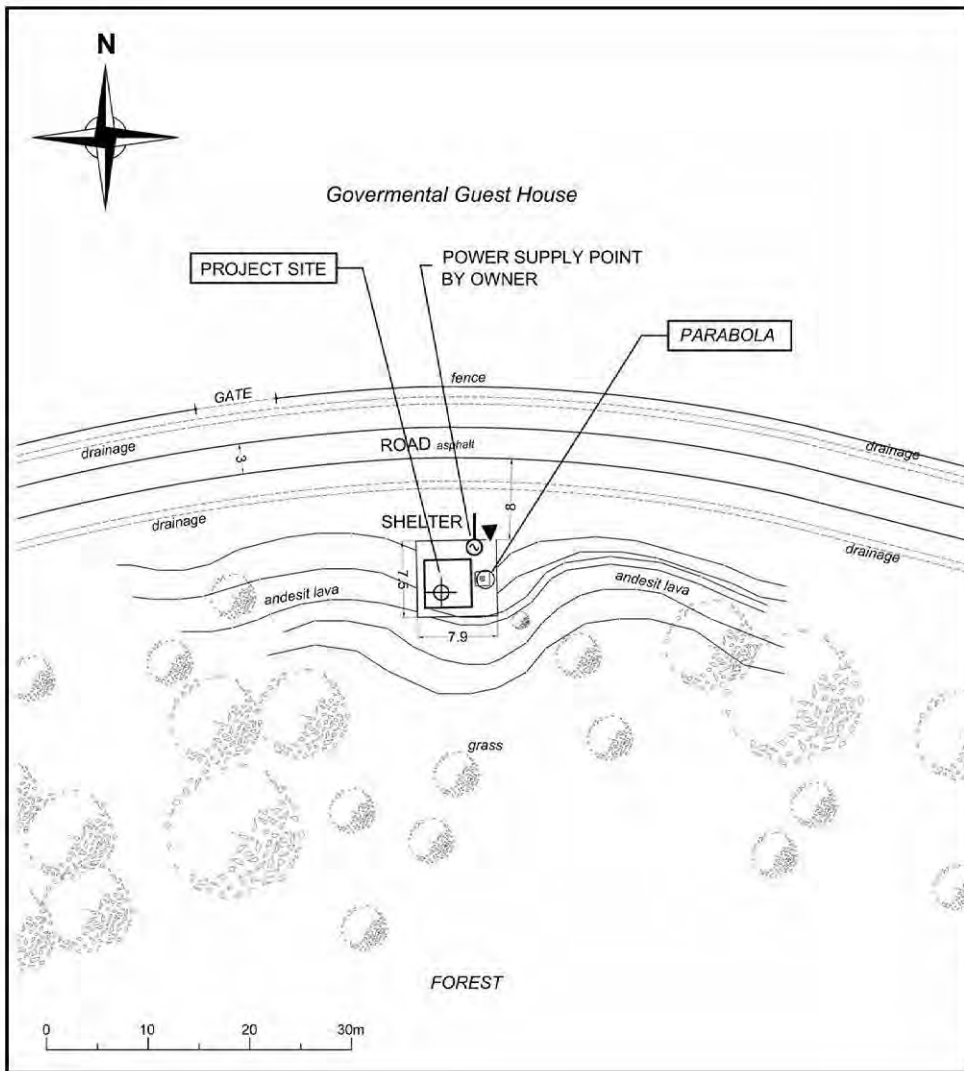 N
Govermental Guest House
PROJECT SITE
POWER SUPPLY POINT
BY OWNER
PARABOLA
fence
GATE
drainage
3
ROAD asphalt
drainage
8
drainage
SHELTER
drainage
7.5
andesit lava
andesit lava
7.9
grass
FOREST
0 10 20 30m